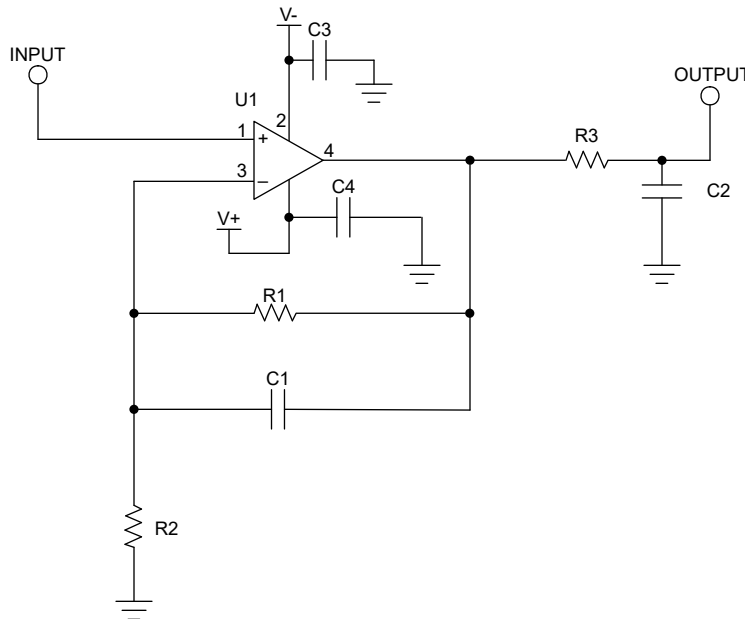 V-
C3
INPUT
OUTPUT
U1
2
1
+
4
R3
3
–
C4
C2
V+
R1
C1
R2